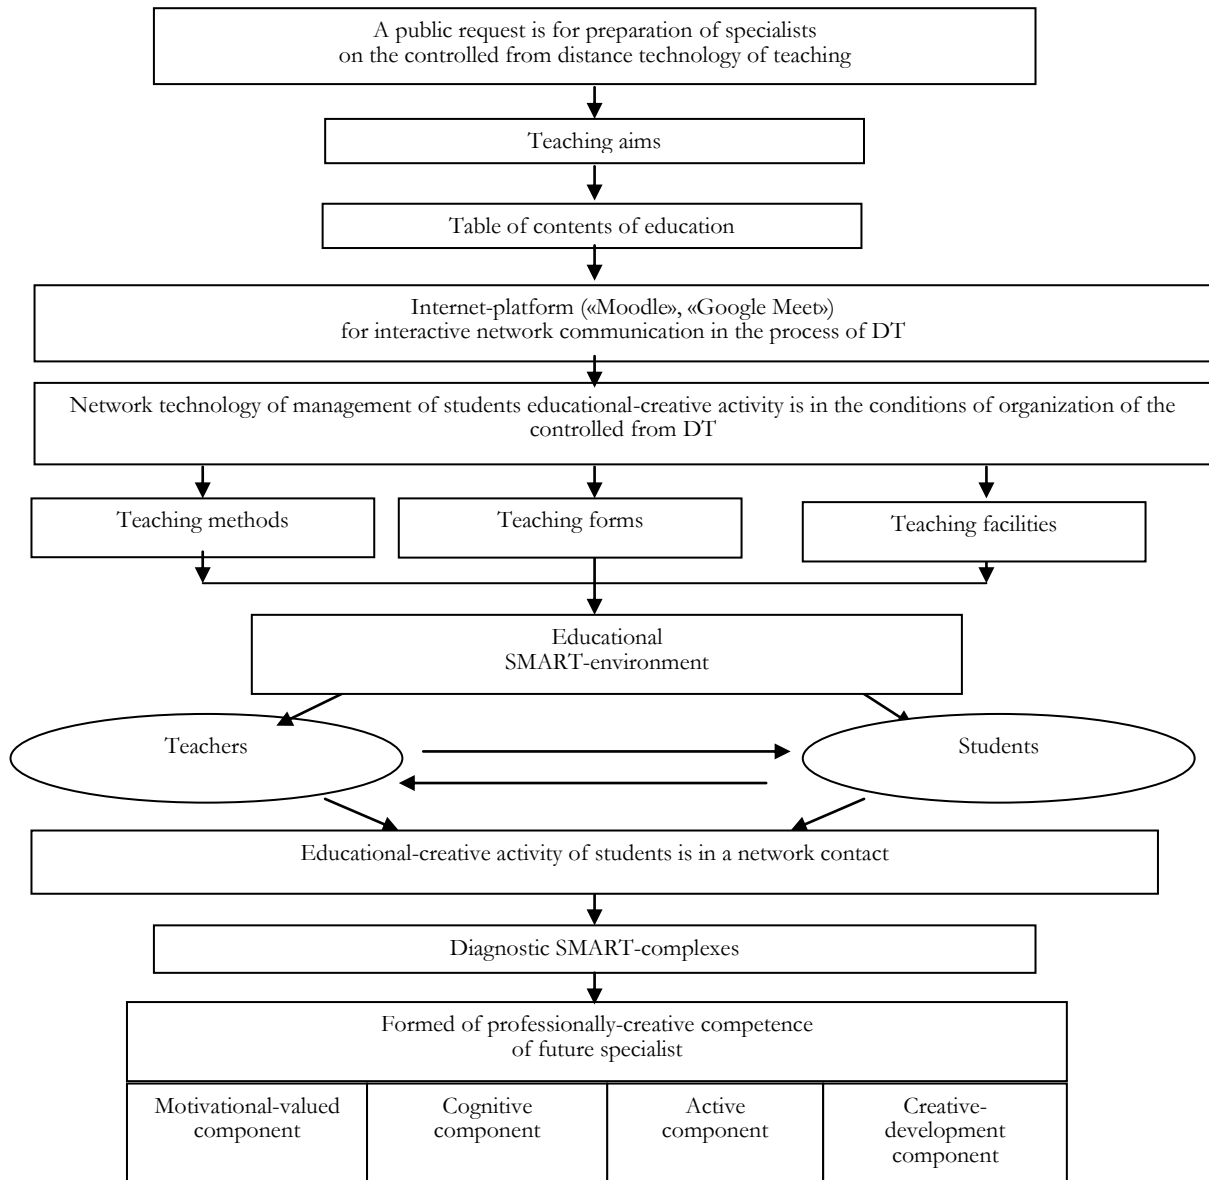 A public request is for preparation of specialists
on the controlled from distance technology of teaching
Teaching aims
Table of contents of education
Internet-platform («Moodle», «Google Meet»)
for interactive network communication in the process of DT
Network technology of management of students educational-creative activity is in the conditions of organization of the
controlled from DT
Teaching methods
Teaching forms
Teaching facilities
Educational
SMART-environment
Teachers
Students
Educational-creative activity of students is in a network contact
Diagnostic SMART-complexes
Formed of professionally-creative competence
of future specialist
Motivational-valued
component
Cognitive
component
Active
component
Creative-
development
component